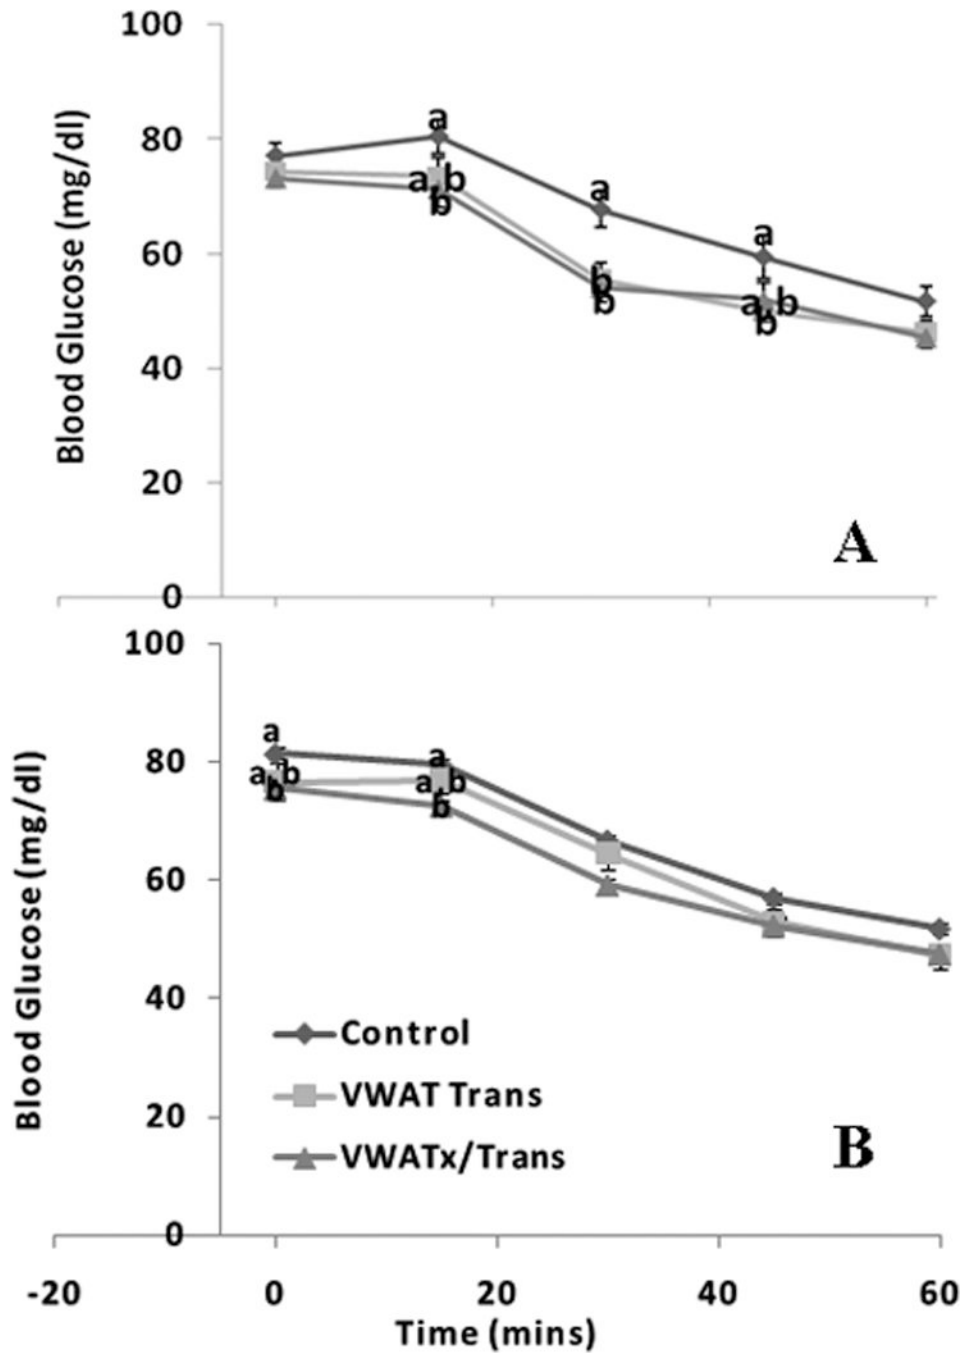 100
80
60
40
20
0
Blood Glucose (mg/dl)
a
a,b
b
a
b
b
a
a,b
b
A
100
80
60
40
20
0
Blood Glucose (mg/dl)
a
a,b
b
a
a,b
b
Control
VWAT Trans
VWATx/Trans
B
-20 0 20 40 60
Time (mins)